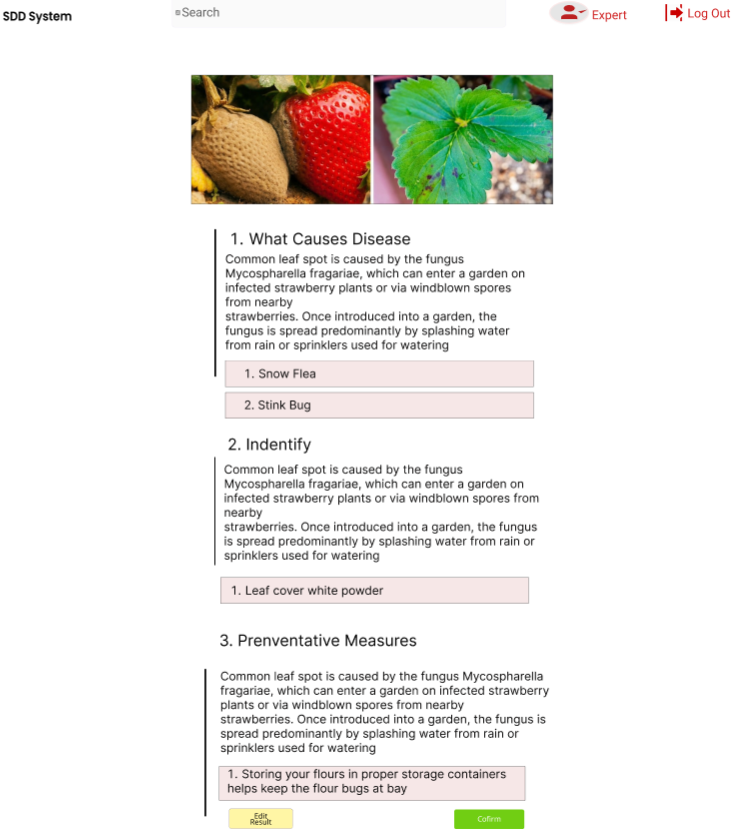 SDD System
Search
Expert
Log Out
1. What Causes Disease
Common leaf spot is caused by the fungus
Mycospharella fragariae, which can enter a garden on
infected strawberry plants or via windblown spores
from nearby
strawberries. Once introduced into a garden, the
fungus is spread predominantly by splashing water
from rain or sprinklers used for watering
1. Snow Flea
2. Stink Bug
2. Indentify
Common leaf spot is caused by the fungus
Mycospharella fragariae, which can enter a garden on
infected strawberry plants or via windblown spores from
nearby
strawberries. Once introduced into a garden, the fungus
is spread predominantly by splashing water from rain or
sprinklers used for watering
1. Leaf cover white powder
3. Prenventative Measures
Common leaf spot is caused by the fungus Mycospharella
fragariae, which can enter a garden on infected strawberry
plants or via windblown spores from nearby
strawberries. Once introduced into a garden, the fungus is
spread predominantly by splashing water from rain or
sprinklers used for watering
1. Storing your flours in proper storage containers
helps keep the flour bugs at bay
Edit
Result
Cofirm